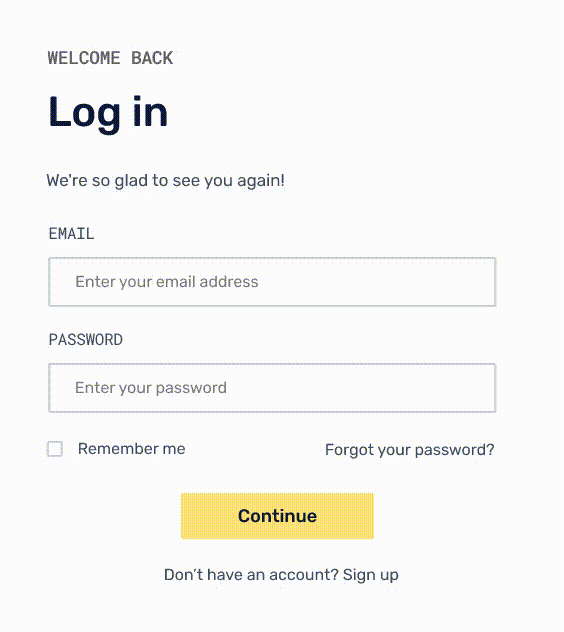 WELCOME BACK
Log in
We're so glad to see you again!
EMAIL
Enter your email address
PASSWORD
Enter your password
Remember me
Forgot your password?
Continue
Don't have an account? Sign up